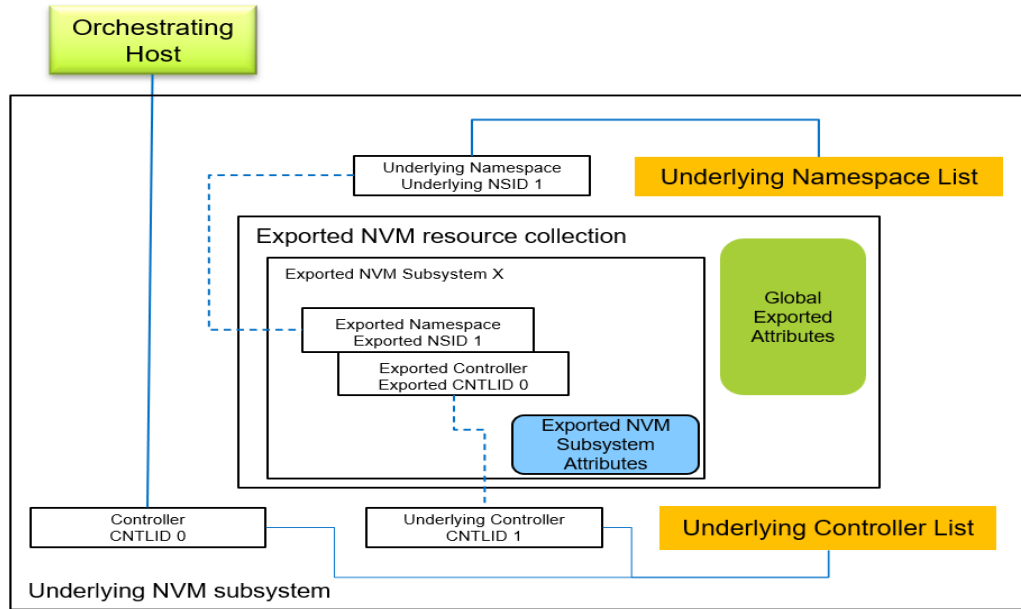 Orchestrating
Host
Underlying Namespace
Underlying NSID 1
Underlying Namespace List
Exported NVM resource collection
Exported NVM Subsystem X
Global
Exported
Attributes
Exported Namespace
Exported NSID 1
Exported Controller
Exported CNTLID 0
Exported NVM
Subsystem
Attributes
Controller
CNTLID 0
Underlying Controller
CNTLID 1
Underlying Controller List
Underlying NVM subsystem